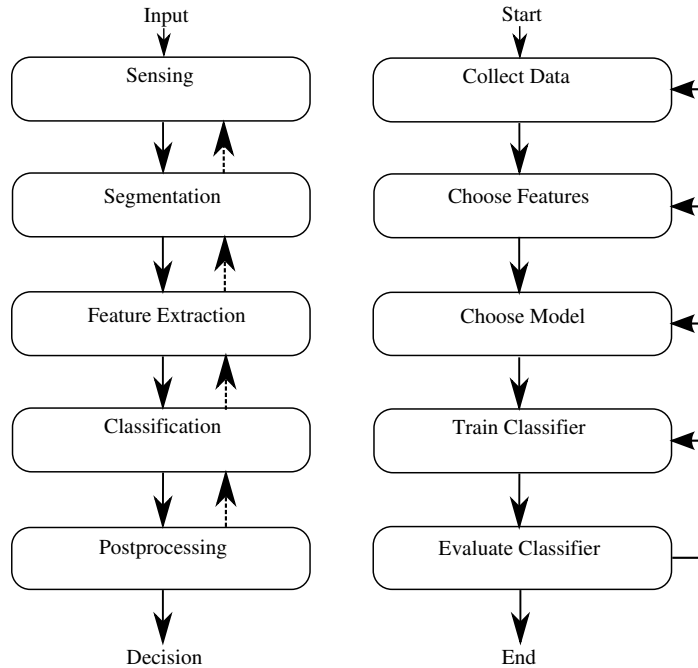 Input
Sensing
Segmentation
Feature Extraction
Classification
Postprocessing
Decision
Start
Collect Data
Choose Features
Choose Model
Train Classifier
Evaluate Classifier
End